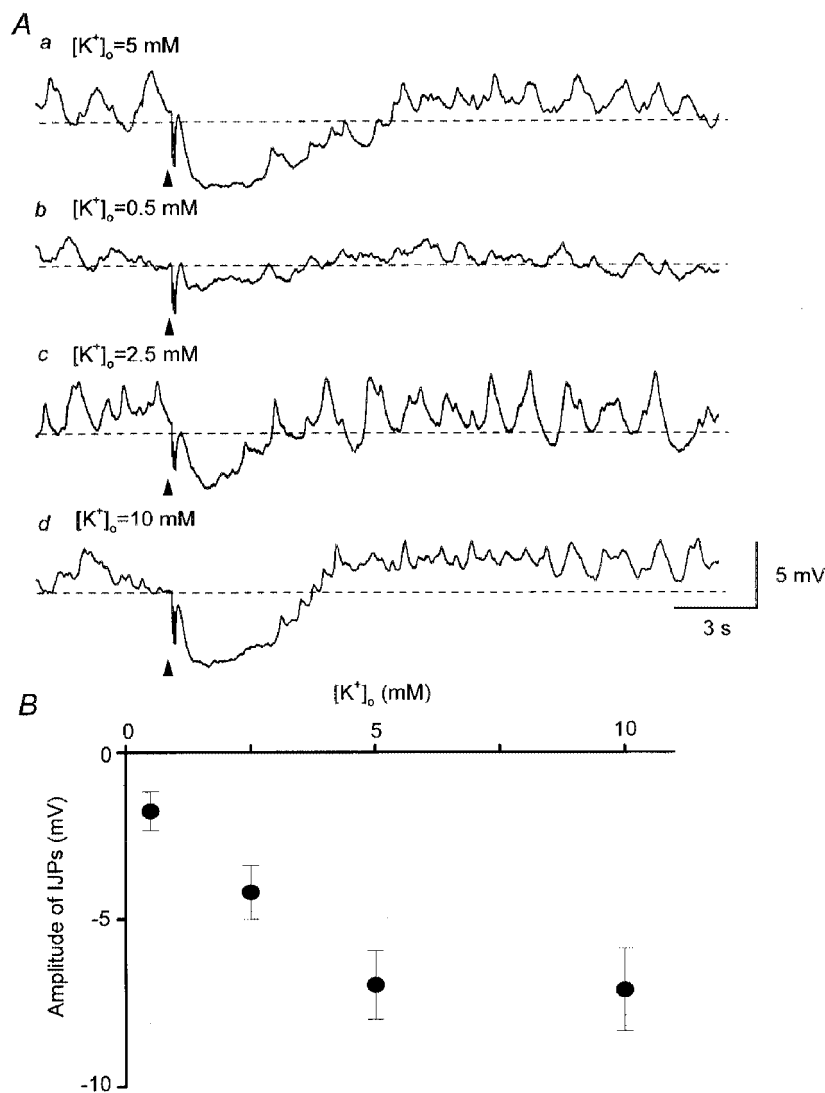 A
a [K⁺]ₒ=5 mM
b [K⁺]ₒ=0.5 mM
c [K⁺]ₒ=2.5 mM
d [K⁺]ₒ=10 mM
5 mV
3 s
B
[K⁺]ₒ (mM)
0 5 10
0
-5
-10
Amplitude of IJPs (mV)